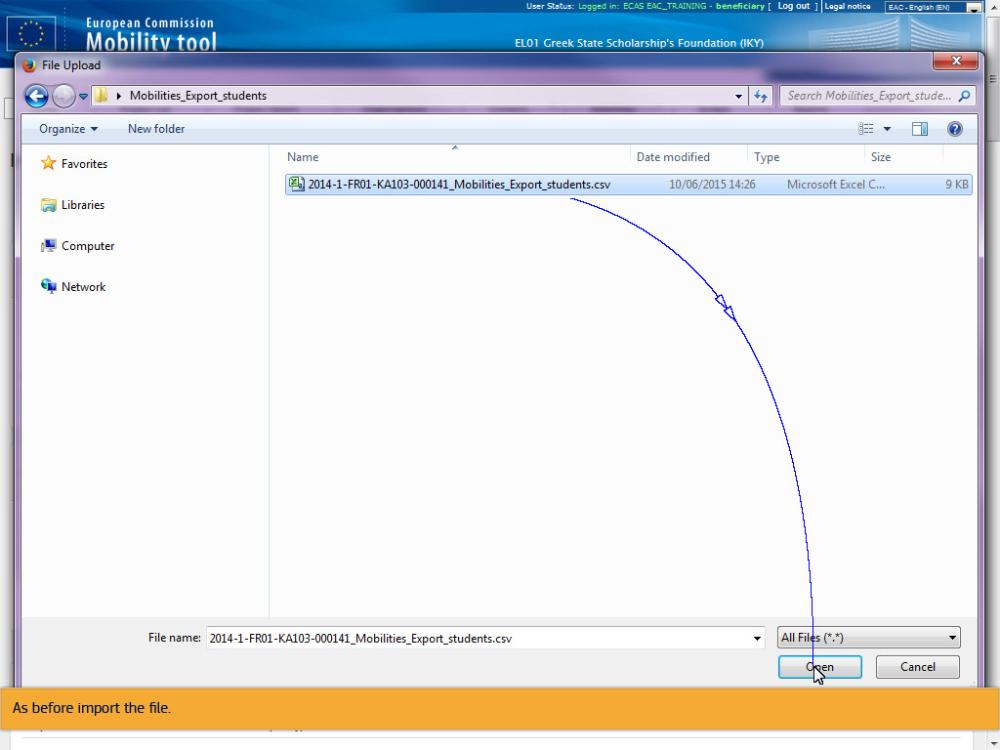 User Status: Logged in: ECAS EAC_TRAINING - beneficiary [ Log out ] Legal notice EAC - English (EN)
European Commission
Mobility tool
EL01 Greek State Scholarship's Foundation (IKY)
File Upload
Mobilities_Export_students
Search Mobilities_Export_stude...
Organize New folder
Name Date modified Type Size
Favorites
2014-1-FR01-KA103-000141_Mobilities_Export_students.csv 10/06/2015 14:26 Microsoft Excel C... 9 KB
Libraries
Computer
Network
File name: 2014-1-FR01-KA103-000141_Mobilities_Export_students.csv All Files (*.*)
Open Cancel
As before import the file.